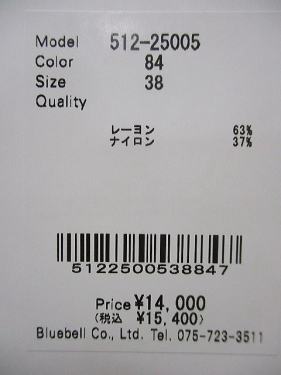 Model 512-25005
Color 84
Size 38
Quality
レーヨン 63%
ナイロン 37%
5122500538847
Price ¥14,000
(税込 ¥15,400)
Bluebell Co., Ltd. Tel. 075-723-3511